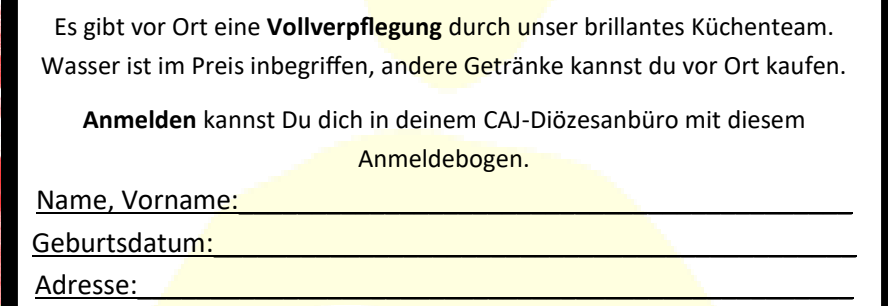 Es gibt vor Ort eine Vollverpflegung durch unser brillantes Küchenteam.
Wasser ist im Preis inbegriffen, andere Getränke kannst du vor Ort kaufen.
Anmelden kannst Du dich in deinem CAJ-Diözesanbüro mit diesem
Anmeldebogen.
Name, Vorname:
Geburtsdatum:
Adresse: